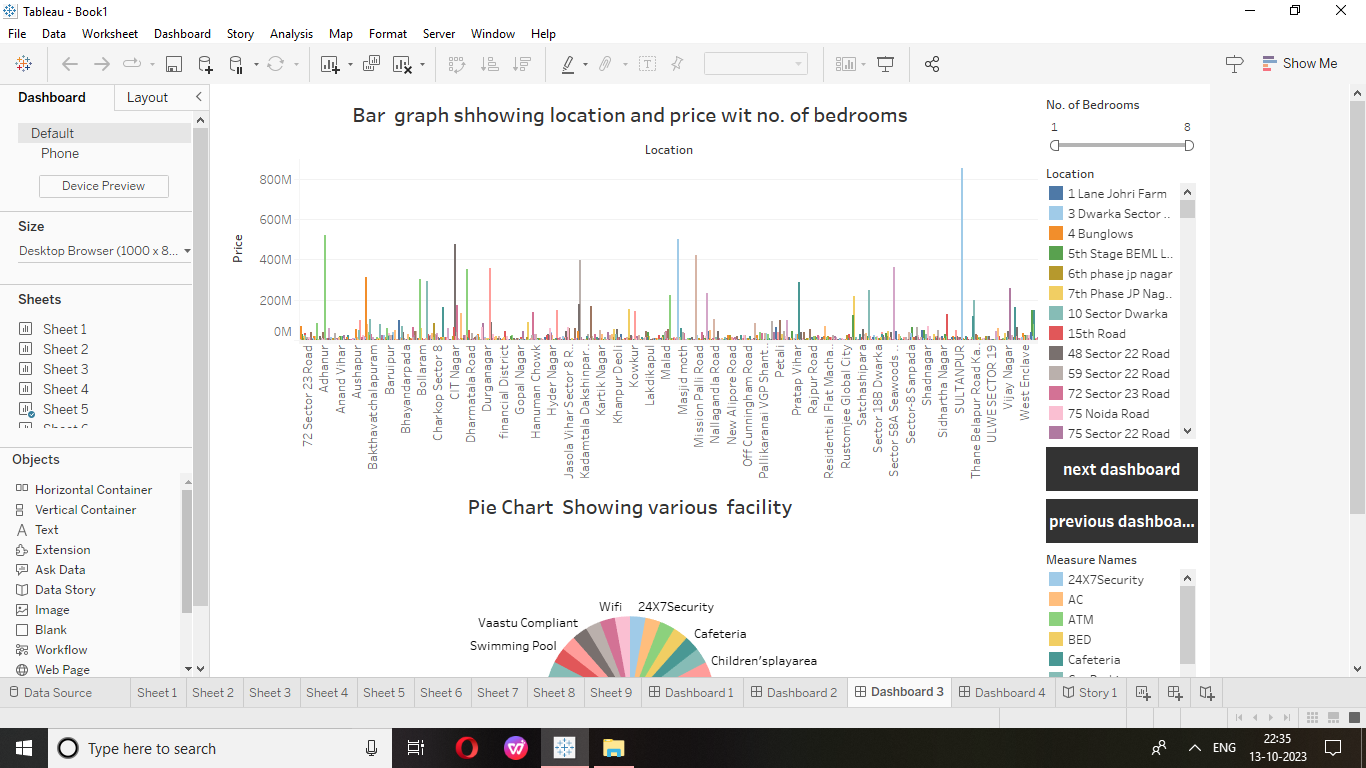 Tableau - Book1
File Data Worksheet Dashboard Story Analysis Map Format Server Window Help
Show Me
Dashboard Layout
Default
Phone
Device Preview
Size
Desktop Browser (1000 x 8...
Sheets
Sheet 1
Sheet 2
Sheet 3
Sheet 4
Sheet 5
Objects
Horizontal Container
Vertical Container
Text
Extension
Ask Data
Data Story
Image
Blank
Workflow
Web Page
Bar graph shhowing location and price wit no. of bedrooms
Location
Price
800M
600M
400M
200M
0M
72 Sector 23 Road
Adhanur
Anand Vihar
Aushapur
Bakthavatchalapuram
Baruipur
Bhayandarpada
Bollaram
Charkop Sector 8
CIT Nagar
Dharmatala Road
Durganagar
financial District
Gopal Nagar
Hanuman Chowk
Hyder Nagar
Jasola Vihar Sector 8 R..
Kadamtala Dakshinpar..
Kartik Nagar
Khanpur Deol
Kowkur
Lakdikapul
Malad
Masjid moth
Mission Palli Road
Nallagandla Road
New Alipore Road
Off Cunningham Road
Pallikaranai VGP Shant..
Petali
Pratap Vihar
Rajpur Road
Residential Flat Macha..
Rustomjee Global City
Satchashipara
Sector 18B Dwarka
Sector 58A Seawoods ..
Sector-8 Sanpada
Shadnagar
Sidhartha Nagar
SULTANPUR
Thane Belapur Road Ka..
ULWE SECTOR 19
Vijay Nagar
West Enclave
Pie Chart Showing various facility
Wifi
24X7Security
Vaastu Compliant
Cafeteria
Swimming Pool
Children'splayarea
No. of Bedrooms
1 8
Location
1 Lane Johri Farm
3 Dwarka Sector ..
4 Bunglows
5th Stage BEML L..
6th phase jp nagar
7th Phase JP Nag..
10 Sector Dwarka
15th Road
48 Sector 22 Road
59 Sector 22 Road
72 Sector 23 Road
75 Noida Road
75 Sector 22 Road
next dashboard
previous dashboa...
Measure Names
24X7Security
AC
ATM
BED
Cafeteria
Data Source Sheet 1 Sheet 2 Sheet 3 Sheet 4 Sheet 5 Sheet 6 Sheet 7 Sheet 8 Sheet 9 Dashboard 1 Dashboard 2 Dashboard 3 Dashboard 4 Story 1
Type here to search
ENG
22:35
13-10-2023